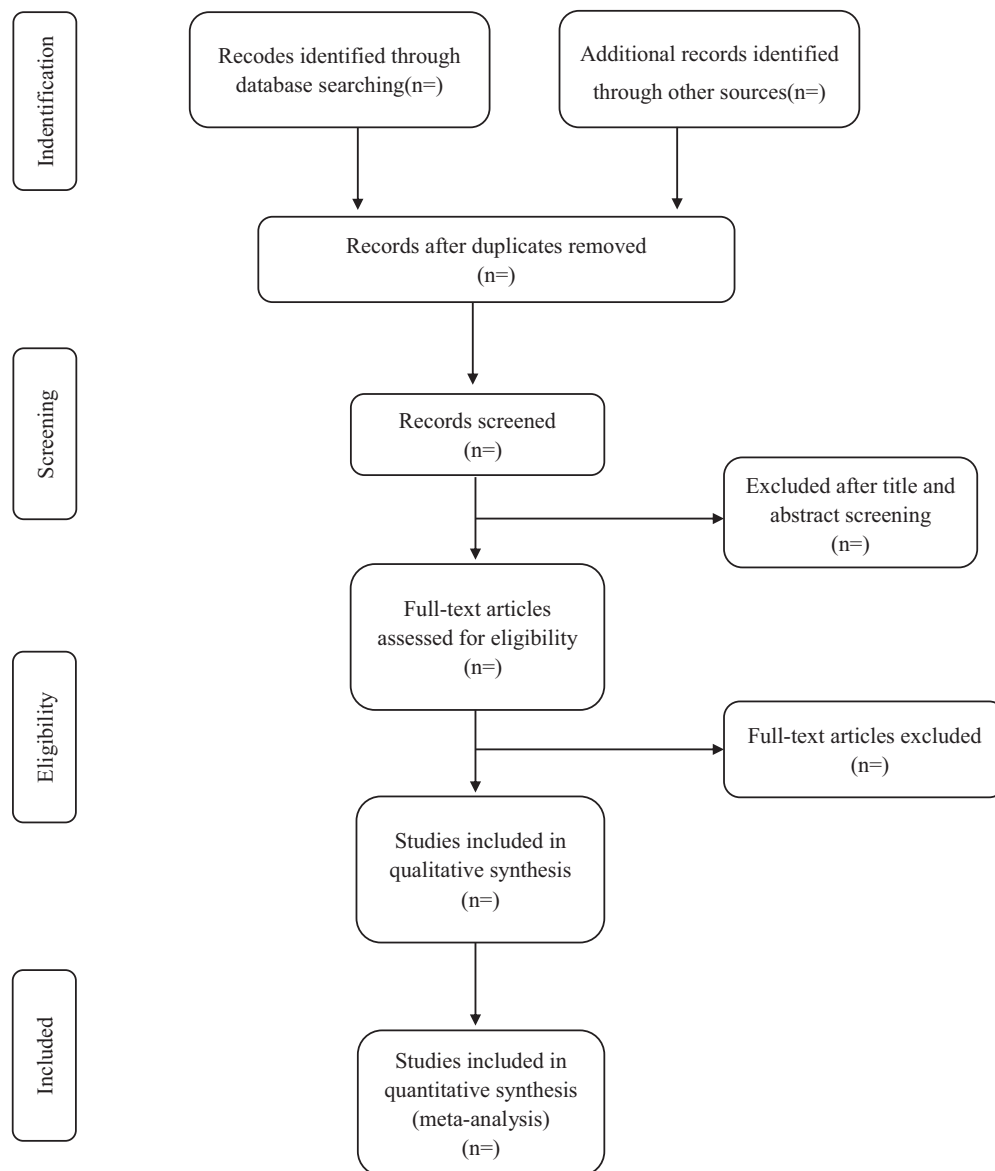 Indentification
Recodes identified through
database searching(n=)
Additional records identified
through other sources(n=)
Records after duplicates removed
(n=)
Screening
Records screened
(n=)
Excluded after title and
abstract screening
(n=)
Full-text articles
assessed for eligibility
(n=)
Eligibility
Full-text articles excluded
(n=)
Studies included in
qualitative synthesis
(n=)
Included
Studies included in
quantitative synthesis
(meta-analysis)
(n=)